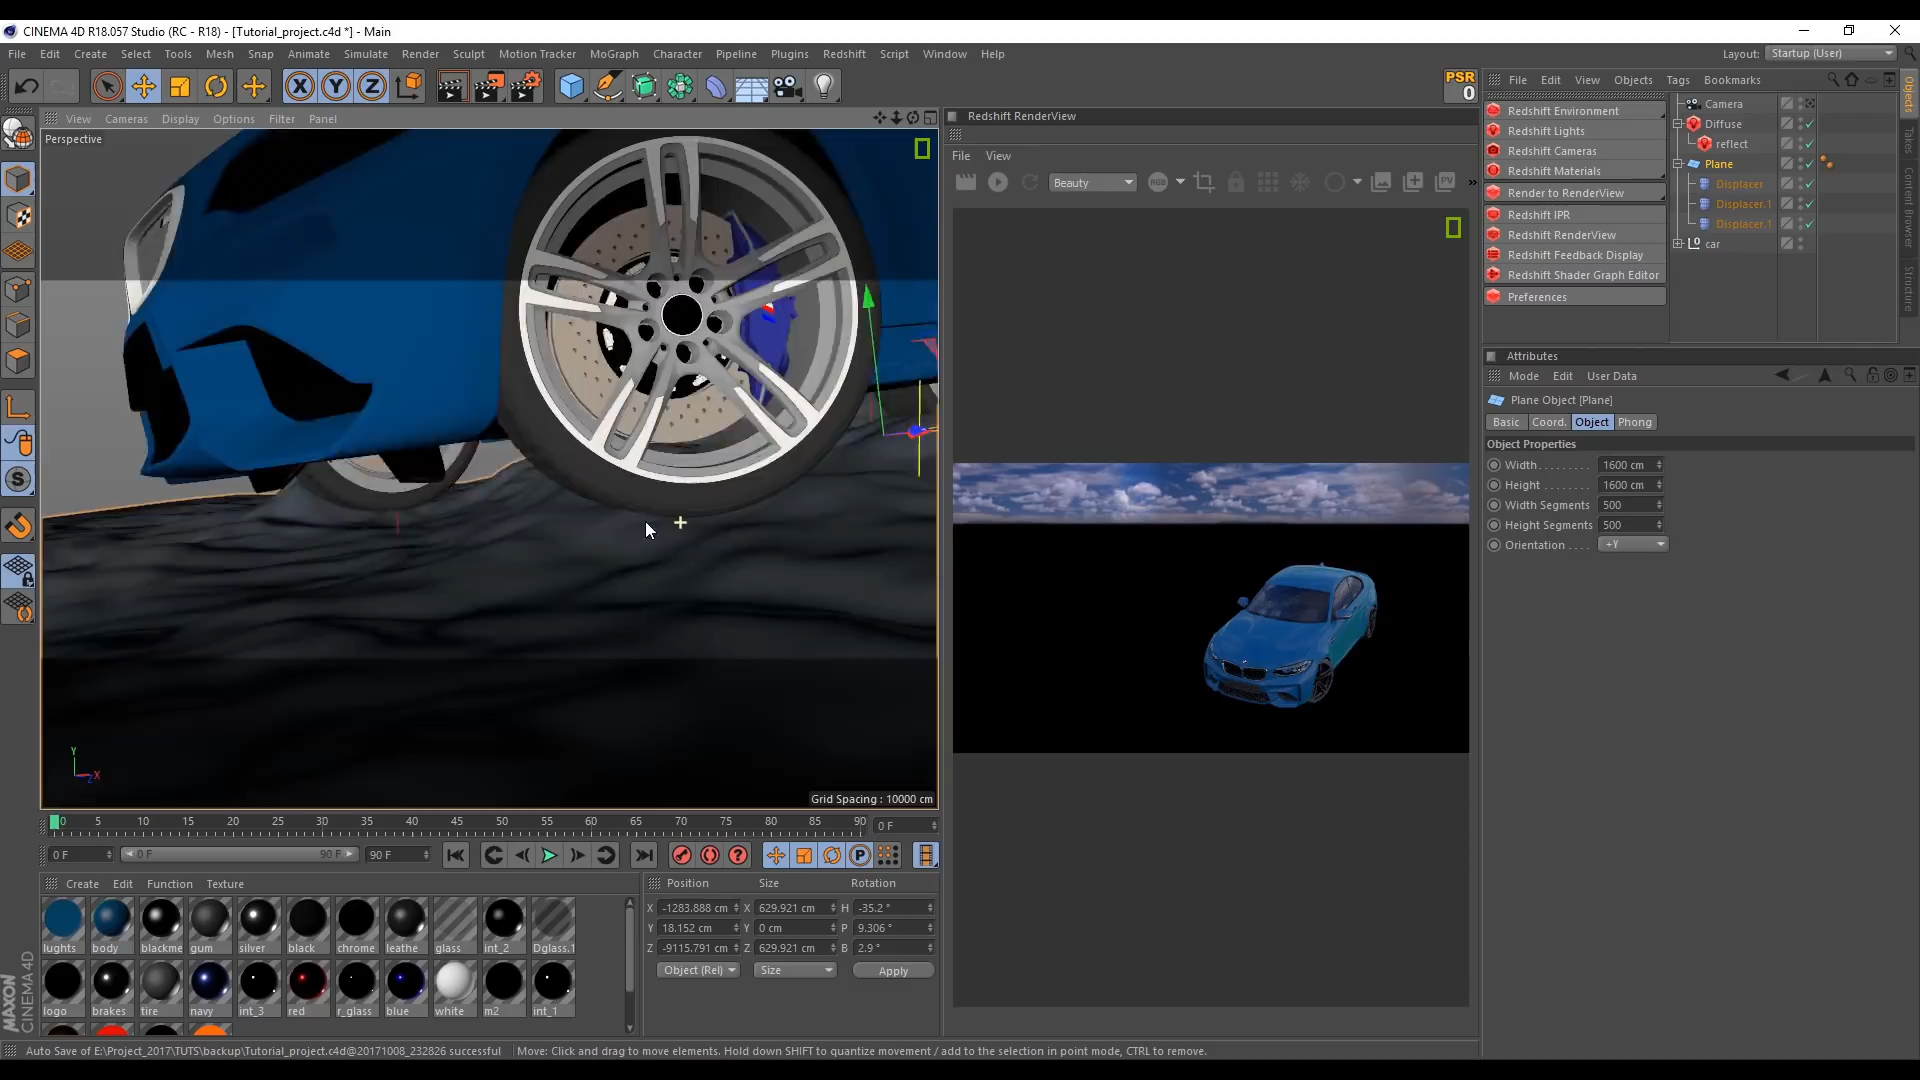 CINEMA 4D R18.057 Studio (RC - R18) - [Tutorial_project.c4d *] - Main
File Edit Create Select Tools Mesh Snap Animate Simulate Render Sculpt Motion Tracker MoGraph Character Pipeline Plugins Redshift Script Window Help
Layout: Startup (User)
X Y Z
PSR
0
File Edit View Objects Tags Bookmarks
Objects
Takes
Content Browser
Structure
View Cameras Display Options Filter Panel
Perspective
Redshift RenderView
File View
Beauty
RGB
PV
»
Redshift Environment
Redshift Lights
Redshift Cameras
Redshift Materials
Render to RenderView
Redshift IPR
Redshift RenderView
Redshift Feedback Display
Redshift Shader Graph Editor
Preferences
Camera
Diffuse
reflect
Plane
Displacer
Displacer.1
Displacer.1
car
Attributes
Mode Edit User Data
Plane Object [Plane]
Basic Coord. Object Phong
Object Properties
Width . . . . . . . . . 1600 cm
Height . . . . . . . . 1600 cm
Width Segments 500
Height Segments 500
Orientation . . . . +Y
Y
X
Z
Grid Spacing : 10000 cm
0 5 10 15 20 25 30 35 40 45 50 55 60 65 70 75 80 85 90
0 F
0 F 0 F 90 F 90 F
P
Create Edit Function Texture
lughts body blackme gum silver black chrome leathe glass int_2 Dglass.1
logo brakes tire navy int_3 red r_glass blue white m2 int_1
Position Size Rotation
X -1283.888 cm X 629.921 cm H -35.2 °
Y 18.152 cm Y 0 cm P 9.306 °
Z -9115.791 cm Z 629.921 cm B 2.9 °
Object (Rel) Size Apply
MAXON
CINEMA 4D
Auto Save of E:\Project_2017\TUTS\backup\Tutorial_project.c4d@20171008_232826 successful
Move: Click and drag to move elements. Hold down SHIFT to quantize movement / add to the selection in point mode, CTRL to remove.